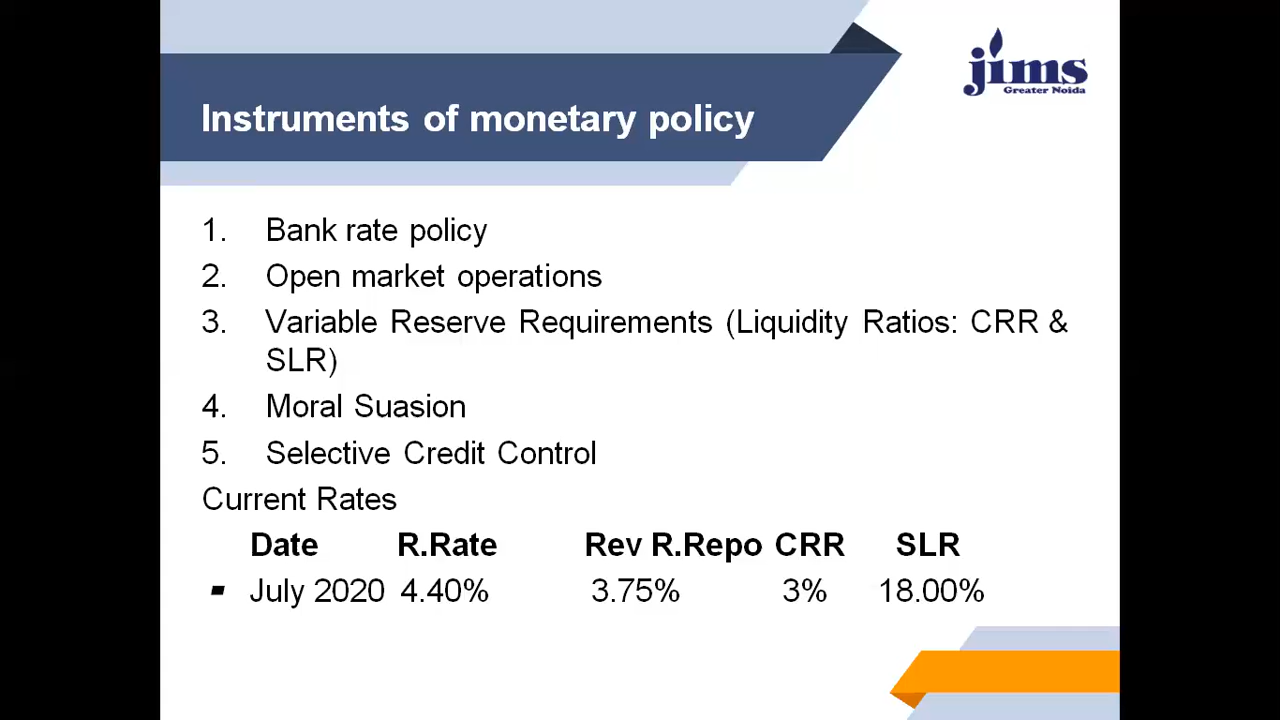 jims
Greater Noida
Instruments of monetary policy
1. Bank rate policy
2. Open market operations
3. Variable Reserve Requirements (Liquidity Ratios: CRR &
SLR)
4. Moral Suasion
5. Selective Credit Control
Current Rates
Date R.Rate Rev R.Repo CRR SLR
▪ July 2020 4.40% 3.75% 3% 18.00%